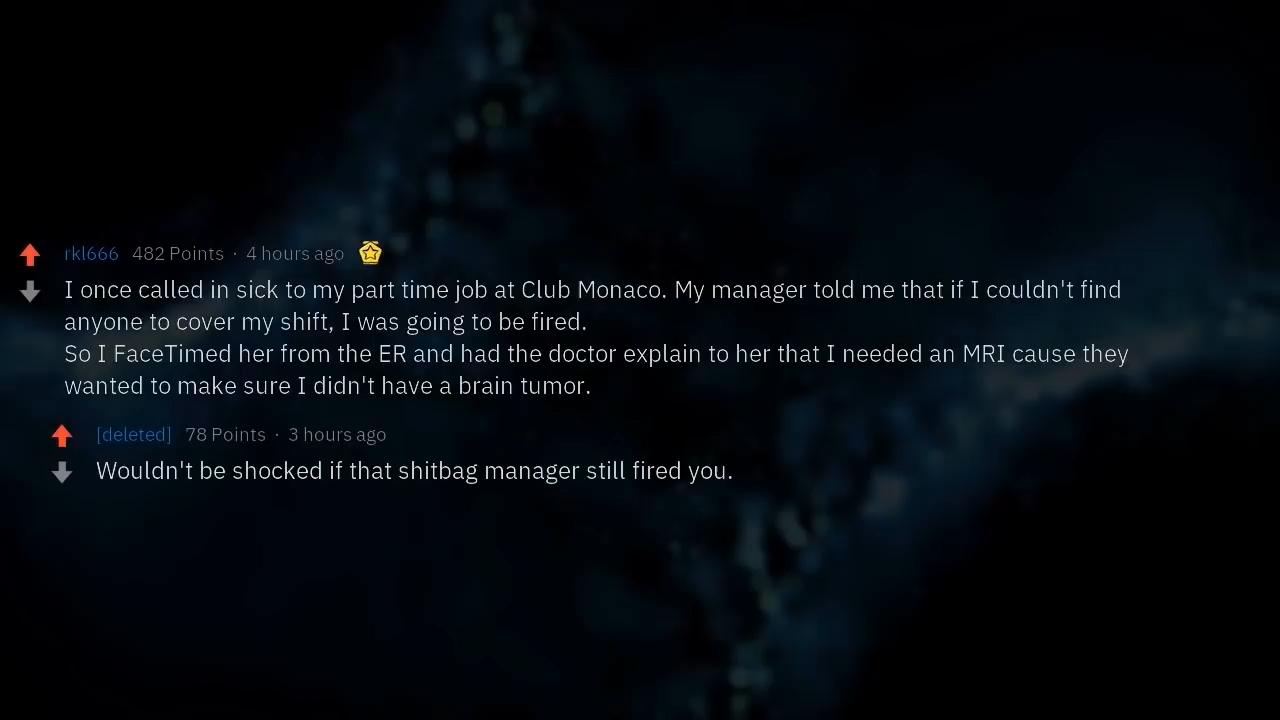 rkl666 482 Points · 4 hours ago
I once called in sick to my part time job at Club Monaco. My manager told me that if I couldn't find
anyone to cover my shift, I was going to be fired.
So I FaceTimed her from the ER and had the doctor explain to her that I needed an MRI cause they
wanted to make sure I didn't have a brain tumor.
[deleted] 78 Points · 3 hours ago
Wouldn't be shocked if that shitbag manager still fired you.